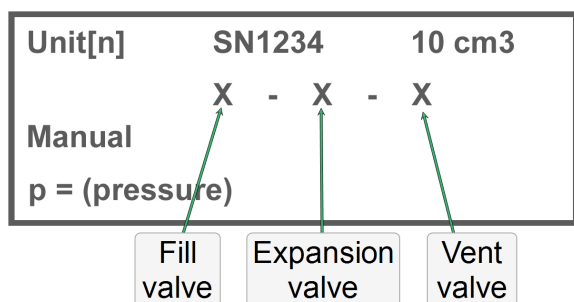 Unit[n] SN1234 10 cm3
X - X - X
Manual
p = (pressure)
Fill valve
Expansion valve
Vent valve